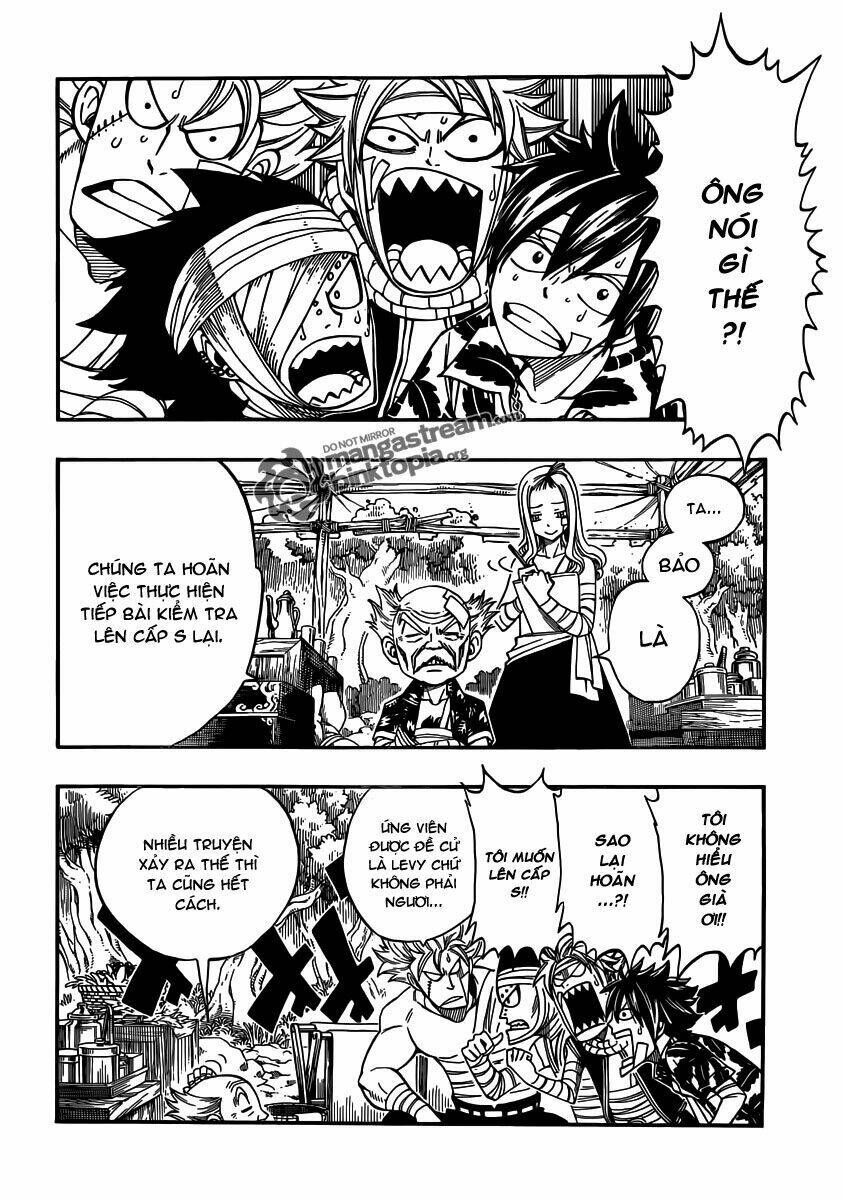 ÔNG
NÓI
GÌ
THẾ
?!
DO NOT MIRROR
mangastream.com
pinktopia.org
TA...
BẢO
LÀ
CHÚNG TA HOÃN
VIỆC THỰC HIỆN
TIẾP BÀI KIỂM TRA
LÊN CẤP S LẠI.
TÔI
KHÔNG
HIỂU
ÔNG
GIÀ
ƠI!!
SAO
LẠI
HOÃN
...?!
TÔI MUỐN
LÊN CẤP
S!!
ỨNG VIÊN
ĐƯỢC ĐỀ CỬ
LÀ LEVY CHỨ
KHÔNG PHẢI
NGƯƠI...
NHIỀU TRUYỆN
XẢY RA THẾ THÌ
TA CŨNG HẾT
CÁCH.